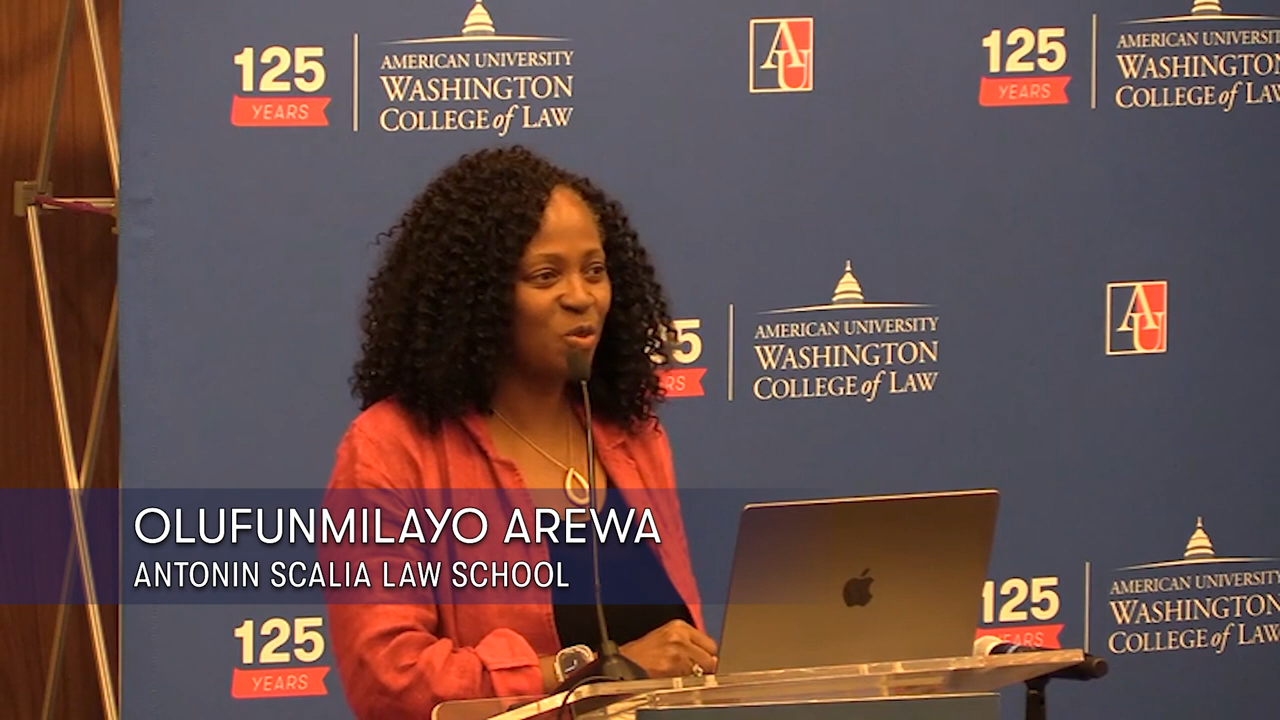 125
YEARS
AMERICAN UNIVERSITY
WASHINGTON
COLLEGE of LAW
AU
125
YEARS
AMERICAN UNIVERSITY
WASHINGTON
COLLEGE of LAW
AMERICAN UNIVERSITY
WASHINGTON
COLLEGE of LAW
AU
OLUFUNMILAYO AREWA
ANTONIN SCALIA LAW SCHOOL
125
YEARS
125
YEARS
AMERICAN UNIVERSITY
WASHINGTON
COLLEGE of LAW